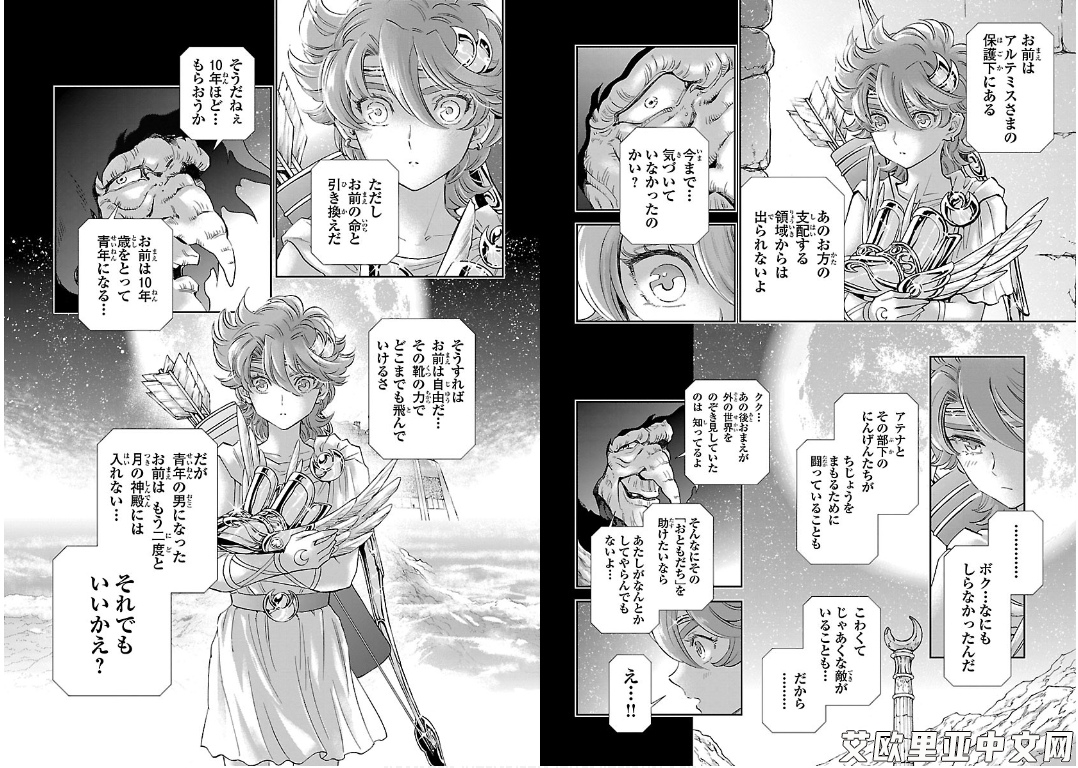 お前は
アルテミスさまの
保護下にある
あのお方の
支配する
領域からは
出られないよ
今まで…
気づいて
いなかったの
かい？
…………
ボク…なにも
しらなかったんだ
アテナと
その部下の
にんげんたちが
ちじょうを
まもるために
闘っていることも
こわくて
じゃあくな敵が
いることも…
だから
………
クク…
あの後おまえが
外の世界を
のぞき見していた
のは 知ってるよ
そんなにその
「おともだち」を
助けたいなら
あたしがなんとか
してやらんでも
ないよ…
え…!!
ただし
お前の命と
引き換えだ
そうだねぇ
10年ほど…
もらおうか
お前は10年
歳をとって
青年になる…
そうすれば
お前は自由だ…
その靴の力で
どこまでも飛んで
いけるさ
だが
青年の男になった
お前は もう二度と
月の神殿には
入れない…
それでも
いいかえ？
艾欧里亚中文网